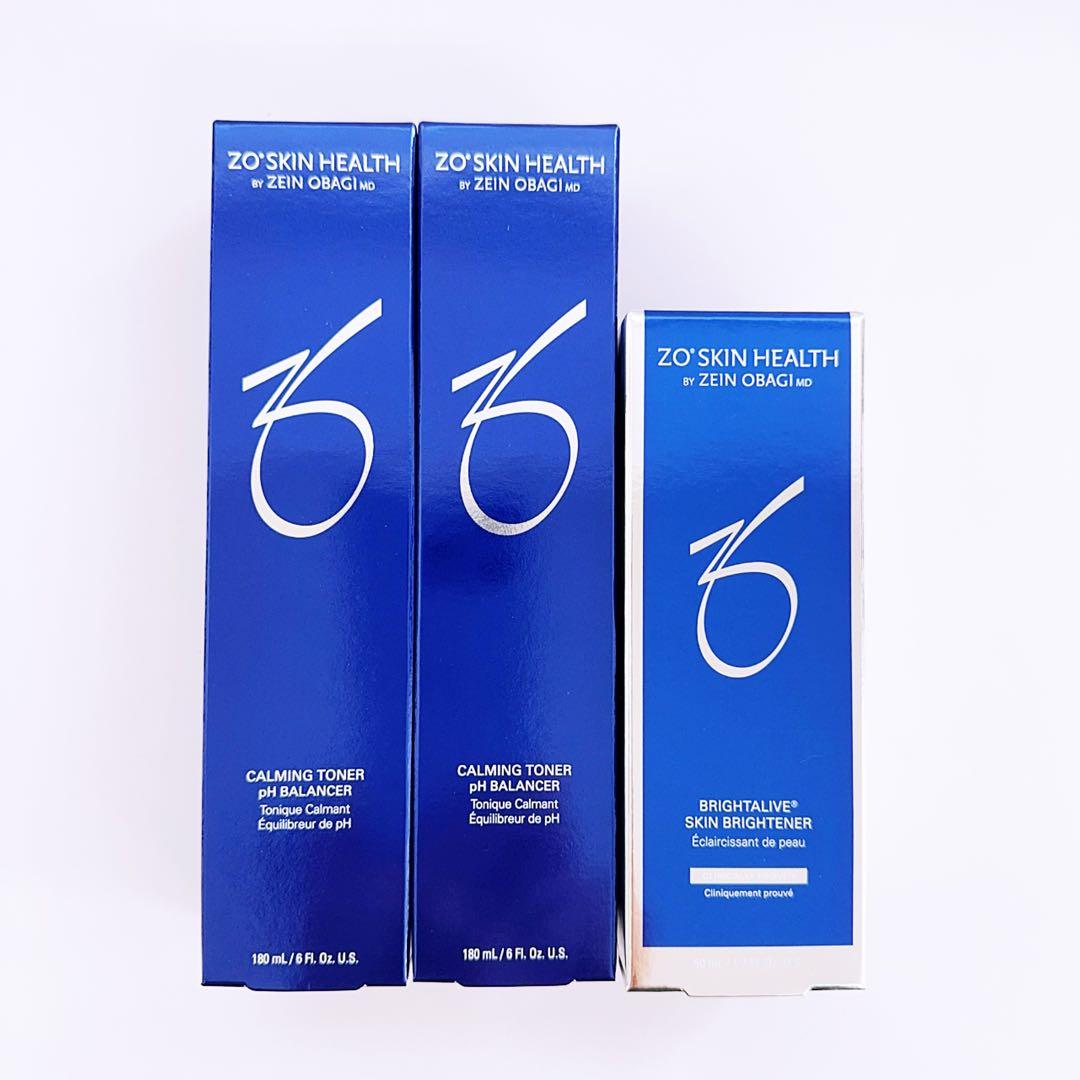 ZO® SKIN HEALTH
BY ZEIN OBAGI MD
CALMING TONER
pH BALANCER
Tonique Calmant
Équilibreur de pH
180 mL / 6 Fl. Oz. U.S.
ZO® SKIN HEALTH
BY ZEIN OBAGI MD
CALMING TONER
pH BALANCER
Tonique Calmant
Équilibreur de pH
180 mL / 6 Fl. Oz. U.S.
ZO® SKIN HEALTH
BY ZEIN OBAGI MD
BRIGHTALIVE®
SKIN BRIGHTENER
Éclaircissant de peau
CLINICALLY PROVEN
Cliniquement prouvé